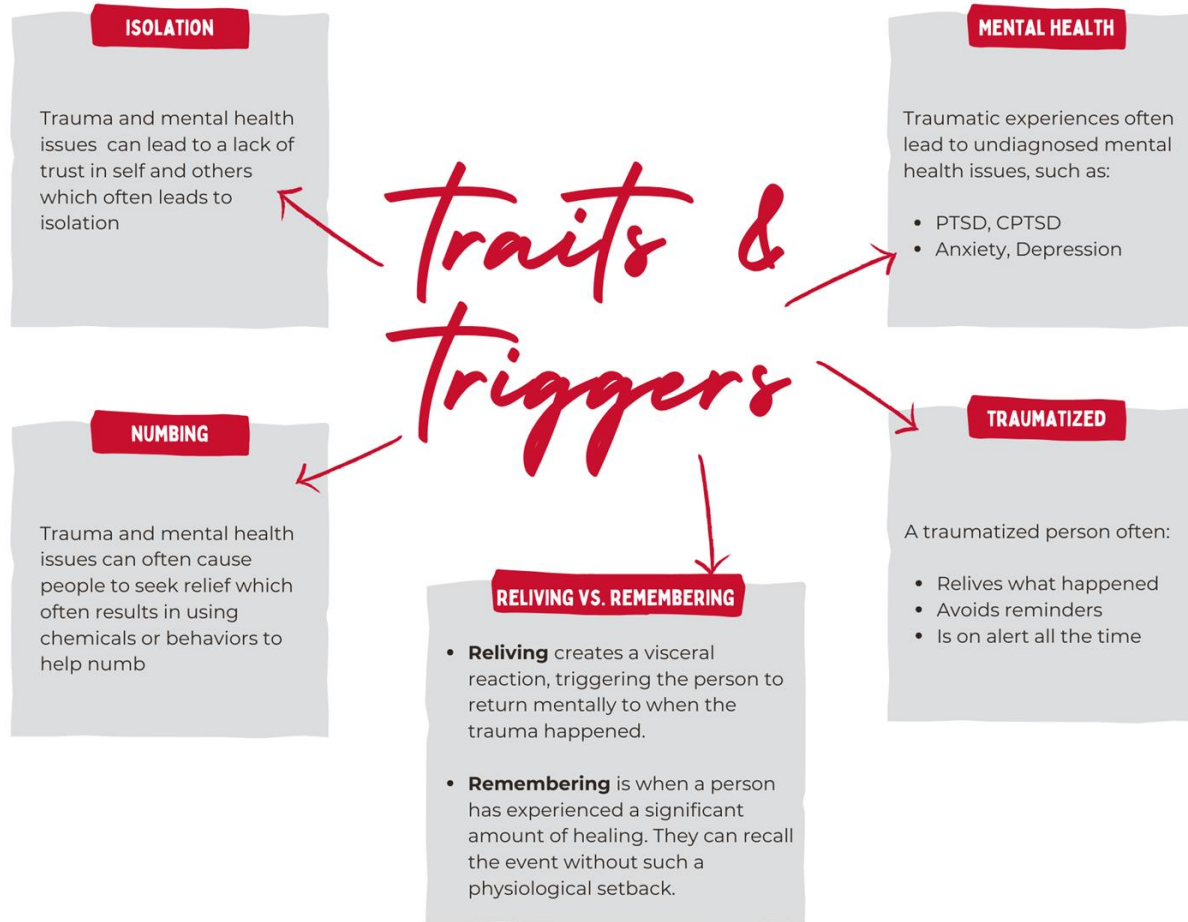 ISOLATION
Trauma and mental health
issues can lead to a lack of
trust in self and others
which often leads to
isolation
MENTAL HEALTH
Traumatic experiences often
lead to undiagnosed mental
health issues, such as:
• PTSD, CPTSD
• Anxiety, Depression
Traits &
Triggers
NUMBING
Trauma and mental health
issues can often cause
people to seek relief which
often results in using
chemicals or behaviors to
help numb
TRAUMATIZED
A traumatized person often:
• Relives what happened
• Avoids reminders
• Is on alert all the time
RELIVING VS. REMEMBERING
• Reliving creates a visceral
reaction, triggering the person to
return mentally to when the
trauma happened.
• Remembering is when a person
has experienced a significant
amount of healing. They can recall
the event without such a
physiological setback.